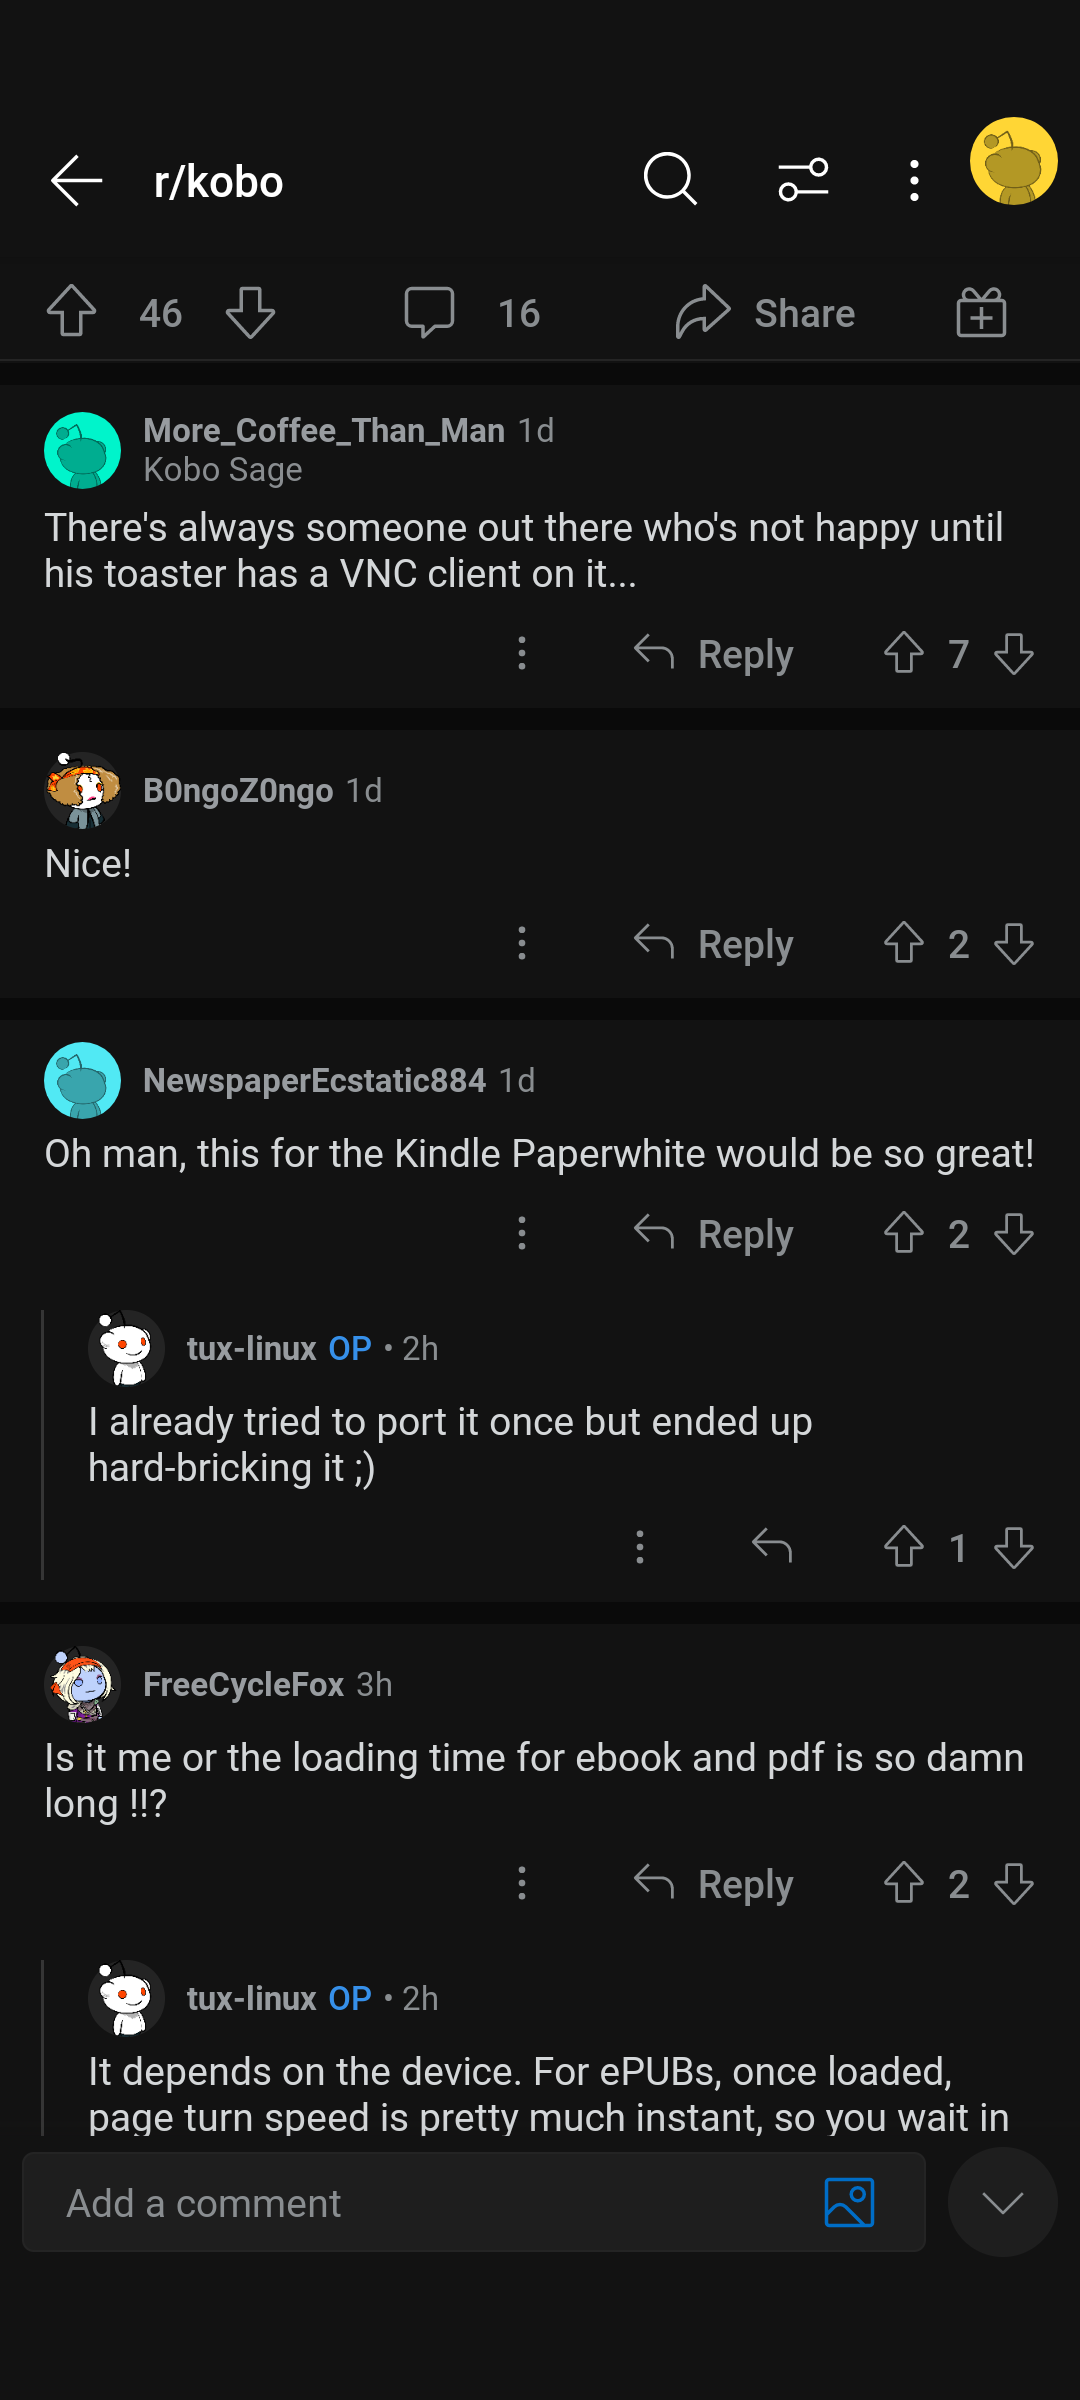 r/kobo
46 16 Share
More_Coffee_Than_Man 1d
Kobo Sage
There's always someone out there who's not happy until
his toaster has a VNC client on it...
Reply 7
B0ngoZ0ngo 1d
Nice!
Reply 2
NewspaperEcstatic884 1d
Oh man, this for the Kindle Paperwhite would be so great!
Reply 2
tux-linux OP • 2h
I already tried to port it once but ended up
hard-bricking it ;)
1
FreeCycleFox 3h
Is it me or the loading time for ebook and pdf is so damn
long !!?
Reply 2
tux-linux OP • 2h
It depends on the device. For ePUBs, once loaded,
page turn speed is pretty much instant, so you wait in
Add a comment